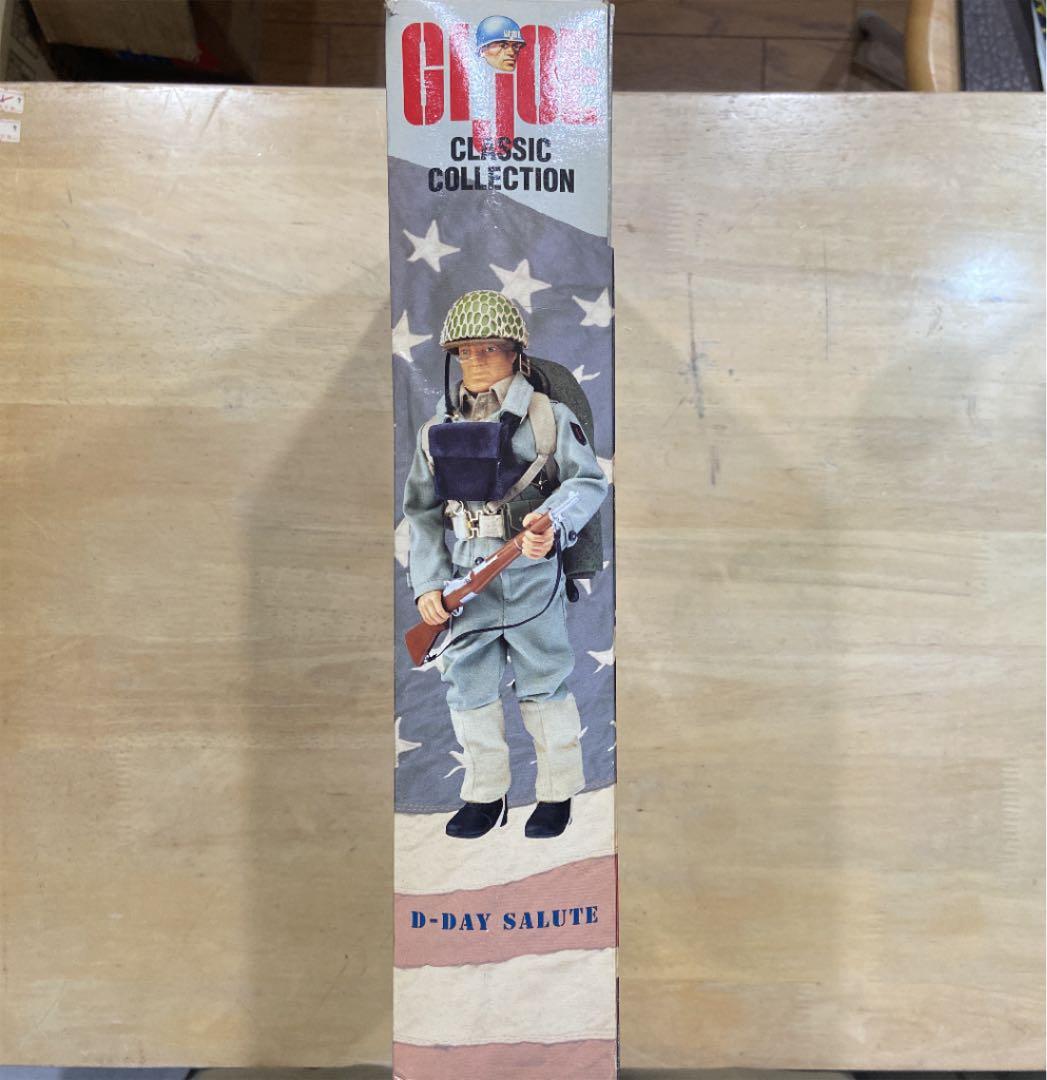 GI JOE
CLASSIC
COLLECTION
D-DAY SALUTE